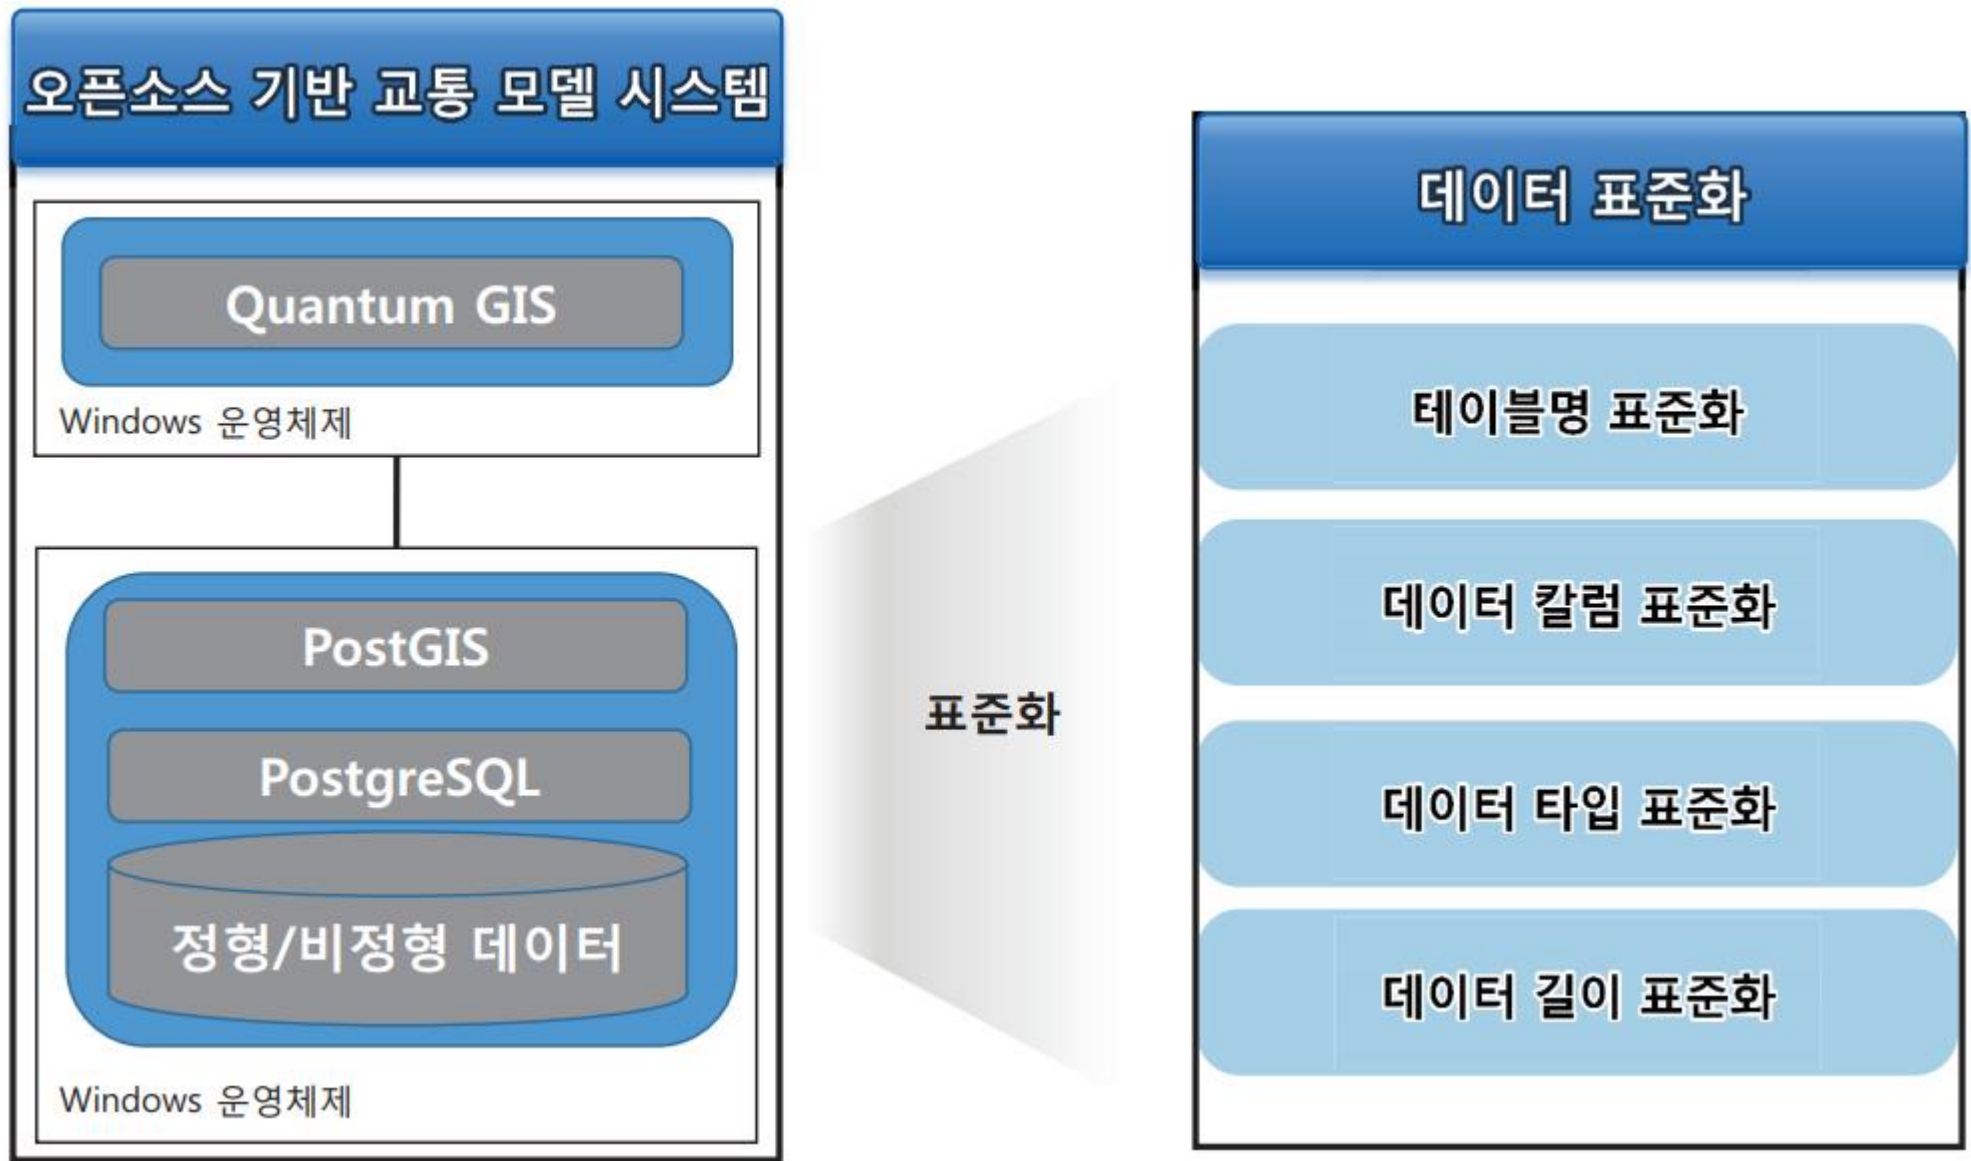 오픈소스 기반 교통 모델 시스템
Quantum GIS
Windows 운영체제
PostGIS
PostgreSQL
정형/비정형 데이터
Windows 운영체제
표준화
데이터 표준화
테이블명 표준화
데이터 칼럼 표준화
데이터 타입 표준화
데이터 길이 표준화